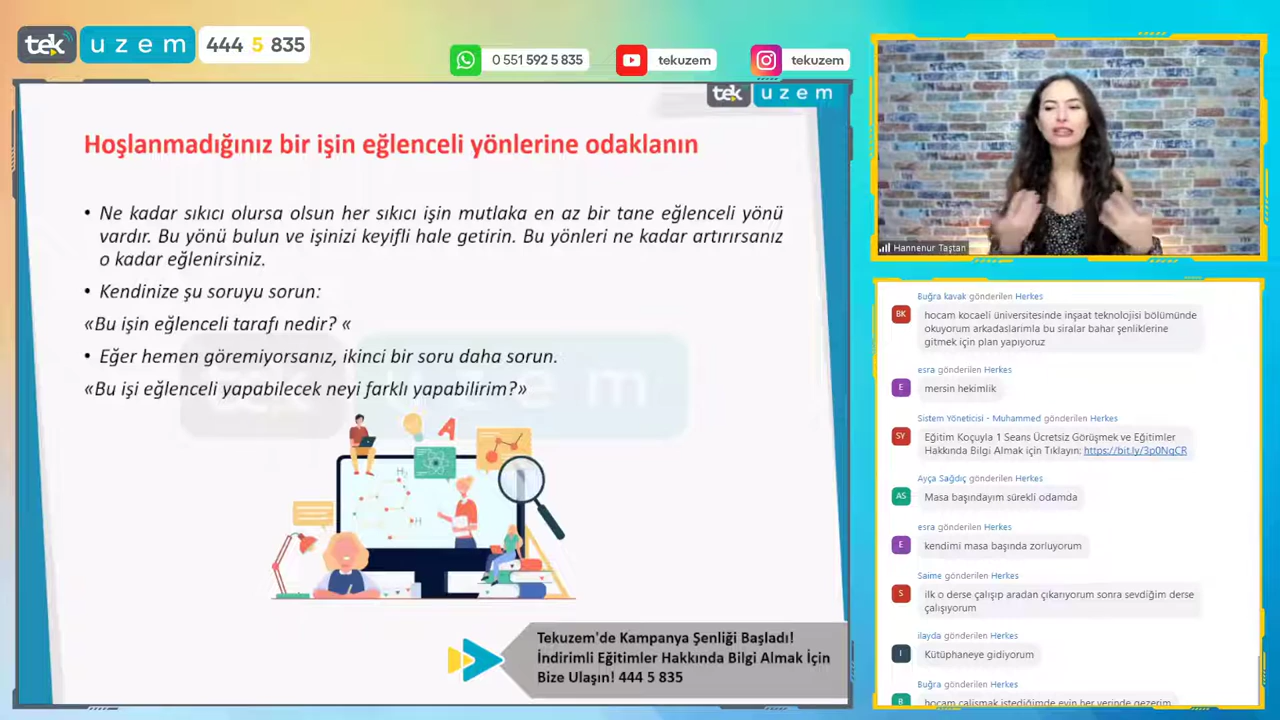 tek uzem 444 5 835
0 551 592 5 835
tekuzem
tekuzem
tek uzem
Hoşlanmadığınız bir işin eğlenceli yönlerine odaklanın
• Ne kadar sıkıcı olursa olsun her sıkıcı işin mutlaka en az bir tane eğlenceli yönü
vardır. Bu yönü bulun ve işinizi keyifli hale getirin. Bu yönleri ne kadar artırırsanız
o kadar eğlenirsiniz.
• Kendinize şu soruyu sorun:
«Bu işin eğlenceli tarafı nedir? «
• Eğer hemen göremiyorsanız, ikinci bir soru daha sorun.
«Bu işi eğlenceli yapabilecek neyi farklı yapabilirim?»
A
Tekuzem'de Kampanya Şenliği Başladı!
İndirimli Eğitimler Hakkında Bilgi Almak İçin
Bize Ulaşın! 444 5 835
Hannenur Taştan
Buğra kavak gönderilen Herkes
BK
hocam kocaeli üniversitesinde inşaat teknolojisi bölümünde
okuyorum arkadaslarimla bu siralar bahar şenliklerine
gitmek için plan yapıyoruz
esra gönderilen Herkes
E
mersin hekimlik
Sistem Yöneticisi - Muhammed gönderilen Herkes
SY
Eğitim Koçuyla 1 Seans Ücretsiz Görüşmek ve Eğitimler
Hakkında Bilgi Almak için Tıklayın: https://bit.ly/3p0NqCR
Ayça Sağdıç gönderilen Herkes
AS
Masa başındayım sürekli odamda
esra gönderilen Herkes
E
kendimi masa başında zorluyorum
Saime gönderilen Herkes
S
ilk o derse çalışıp aradan çıkarıyorum sonra sevdiğim derse
çalışıyorum
ilayda gönderilen Herkes
I
Kütüphaneye gidiyorum
Buğra gönderilen Herkes
B
hocam çalışmak istediğimde evin her yerinde gezerim